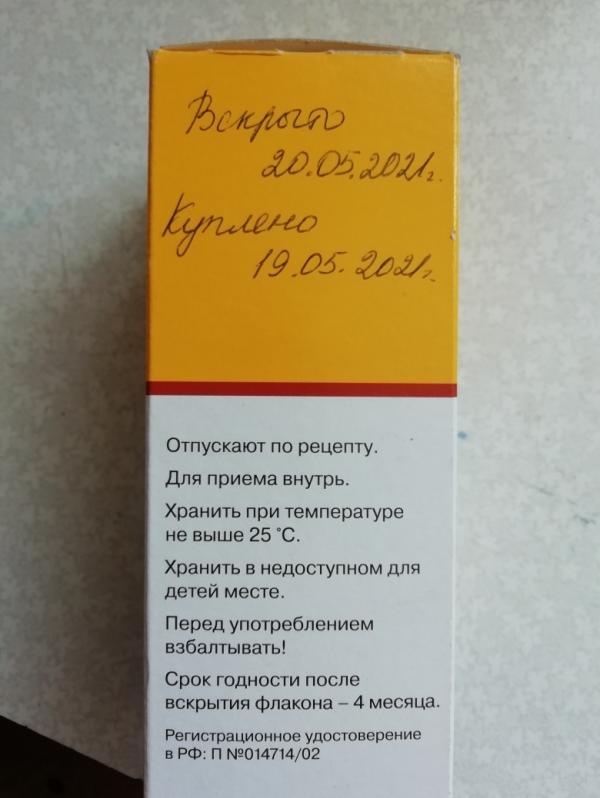 Вскрыто
20.05.2021г.
Куплено
19.05.2021г.
Отпускают по рецепту.
Для приема внутрь.
Хранить при температуре
не выше 25 °С.
Хранить в недоступном для
детей месте.
Перед употреблением
взбалтывать!
Срок годности после
вскрытия флакона – 4 месяца.
Регистрационное удостоверение
в РФ: П №014714/02